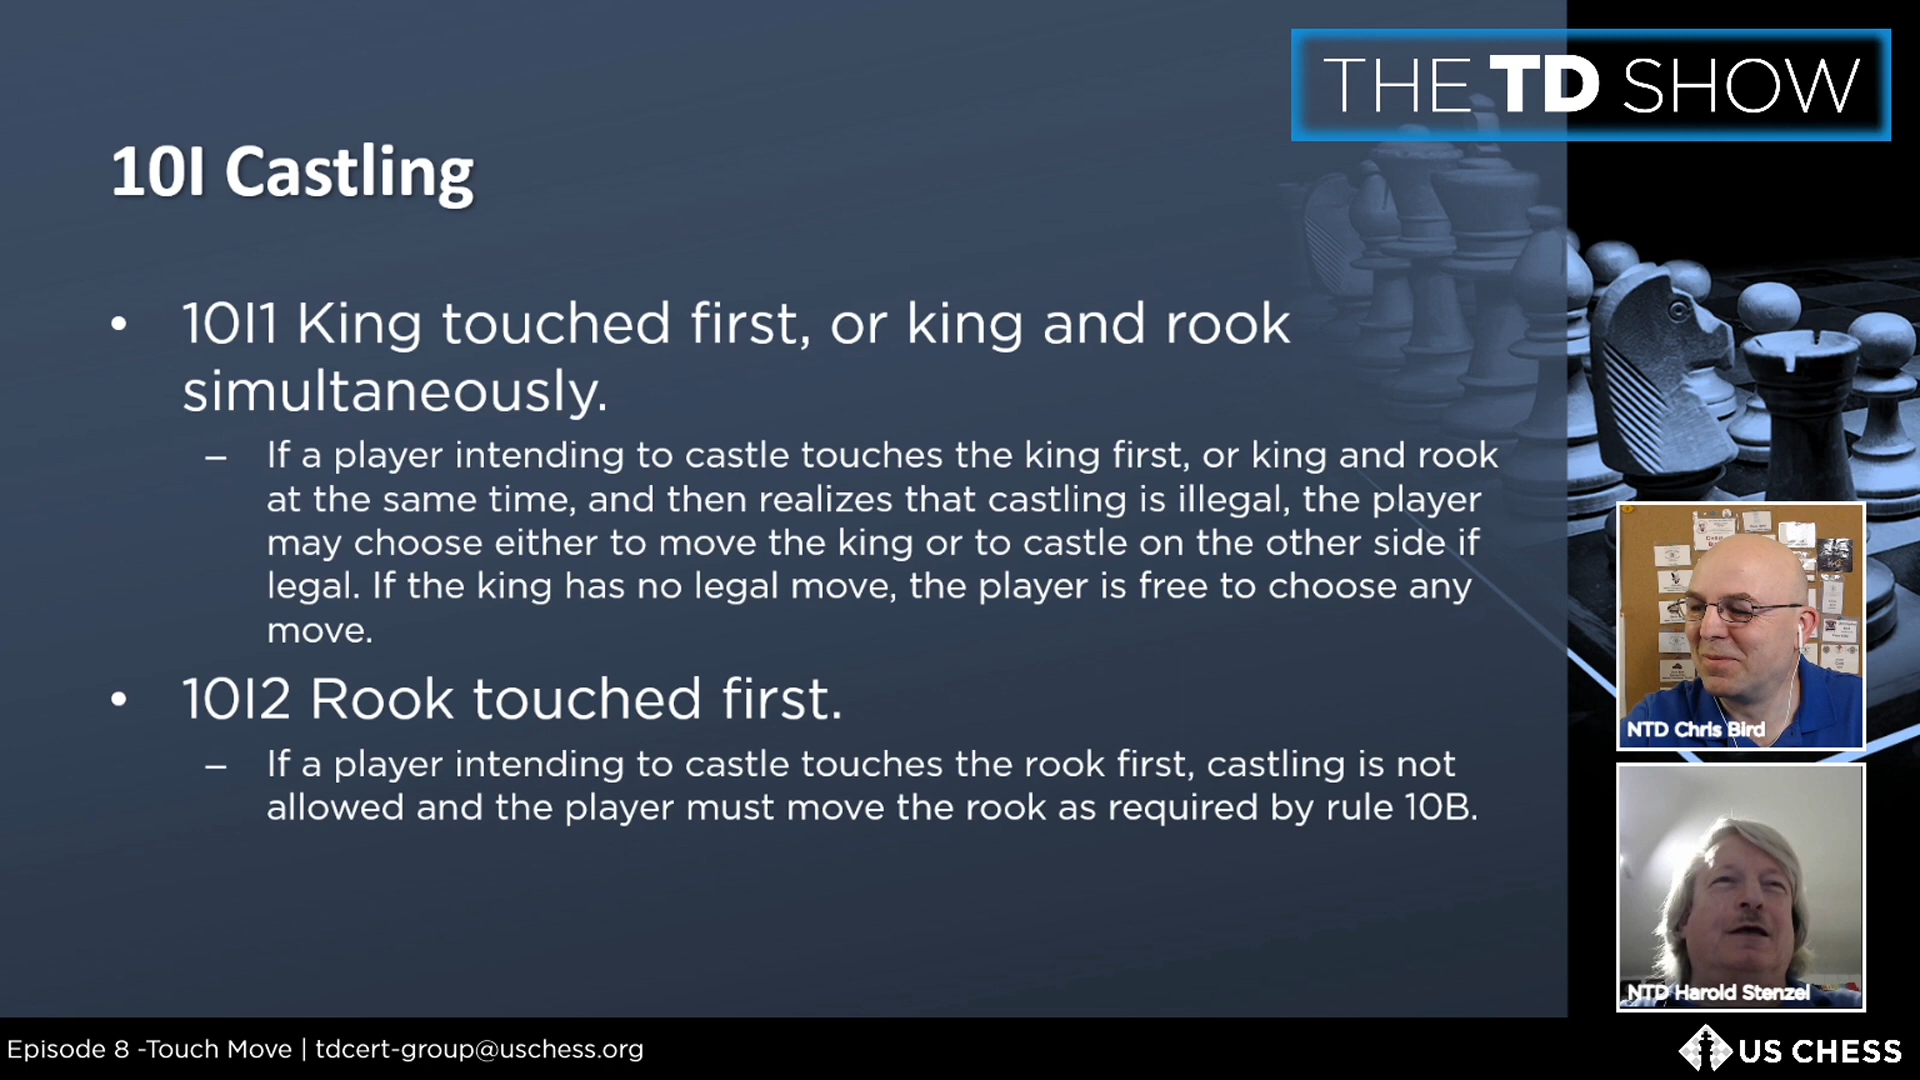 THE TD SHOW
10I Castling
• 10I1 King touched first, or king and rook
simultaneously.
– If a player intending to castle touches the king first, or king and rook
at the same time, and then realizes that castling is illegal, the player
may choose either to move the king or to castle on the other side if
legal. If the king has no legal move, the player is free to choose any
move.
• 10I2 Rook touched first.
– If a player intending to castle touches the rook first, castling is not
allowed and the player must move the rook as required by rule 10B.
NTD Chris Bird
NTD Harold Stenzel
Episode 8 -Touch Move | tdcert-group@uschess.org
US CHESS